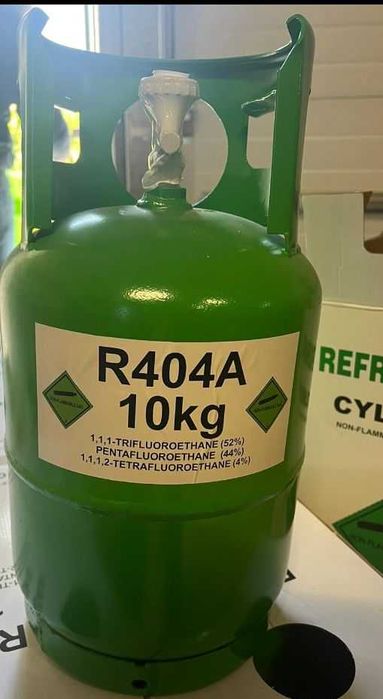 R404A
10kg
1,1,1-TRIFLUOROETHANE (52%)
PENTAFLUOROETHANE (44%)
1,1,1,2-TETRAFLUOROETHANE (4%)
REFR
CYL
NON-FLAMM